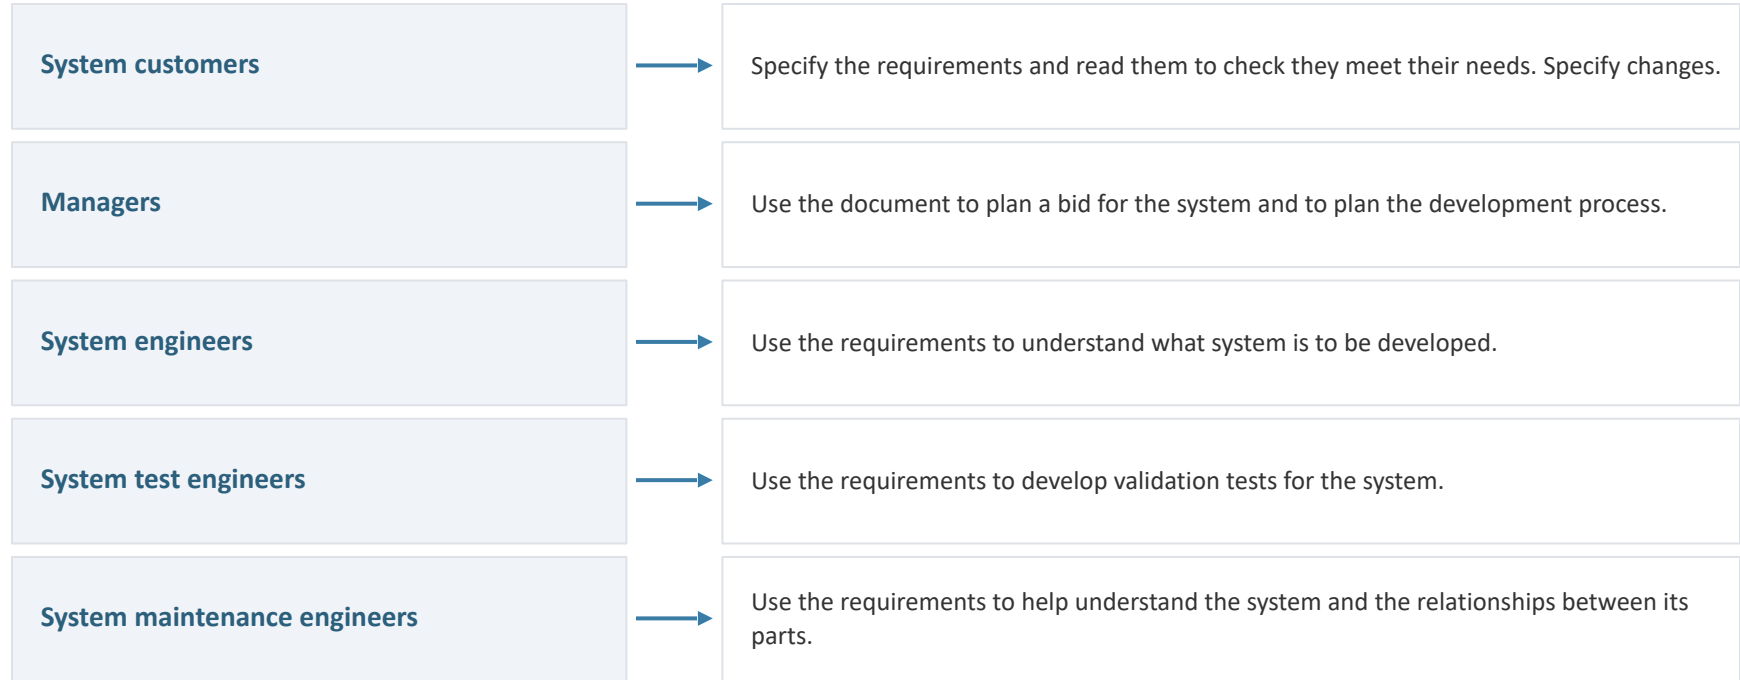 System customers
Specify the requirements and read them to check they meet their needs. Specify changes.
Managers
Use the document to plan a bid for the system and to plan the development process.
System engineers
Use the requirements to understand what system is to be developed.
System test engineers
Use the requirements to develop validation tests for the system.
System maintenance engineers
Use the requirements to help understand the system and the relationships between its
parts.